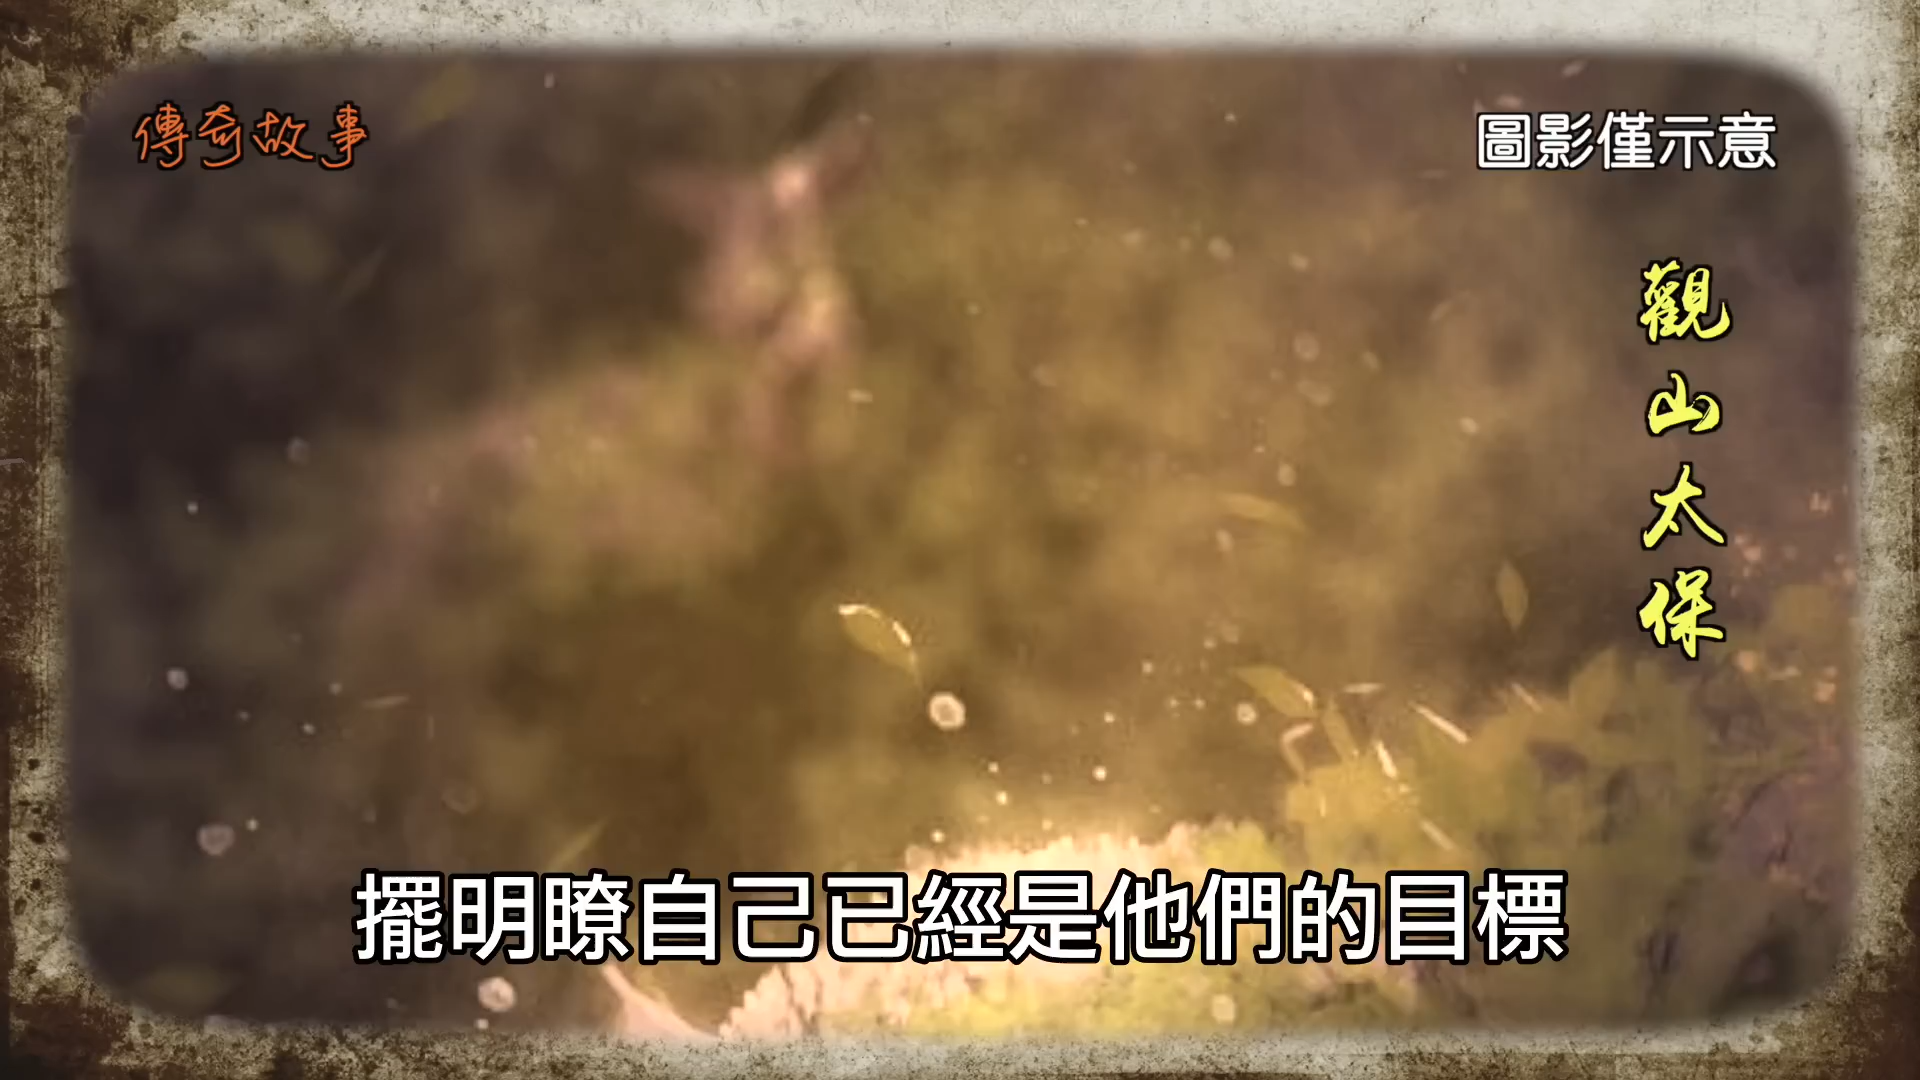 傳奇故事
圖影僅示意
觀山太保
擺明瞭自己已經是他們的目標